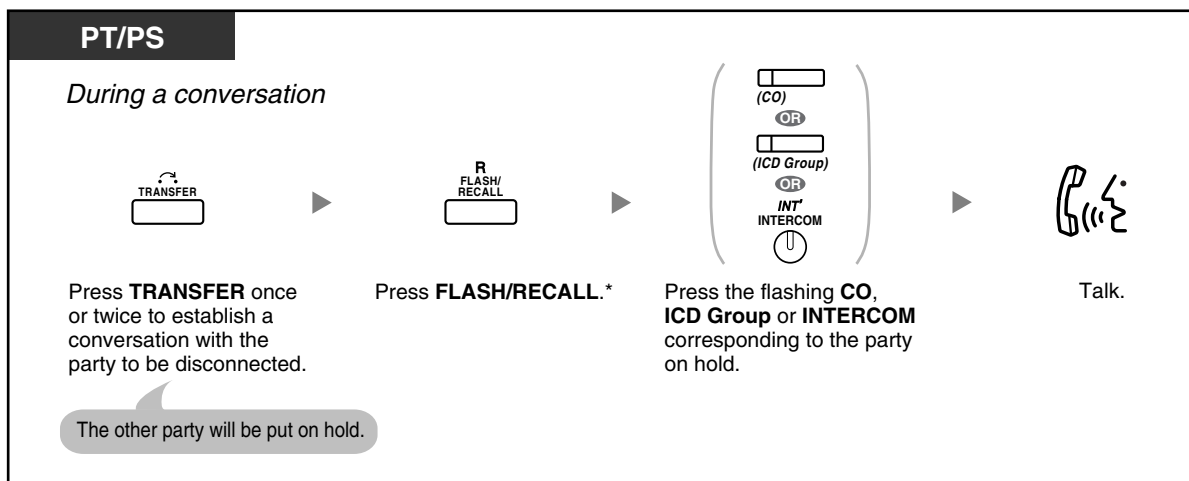 PT/PS
During a conversation
TRANSFER
R
FLASH/
RECALL
(CO)
OR
(ICD Group)
OR
INT'
INTERCOM
Press TRANSFER once
or twice to establish a
conversation with the
party to be disconnected.
Press FLASH/RECALL.*
Press the flashing CO,
ICD Group or INTERCOM
corresponding to the party
on hold.
Talk.
The other party will be put on hold.